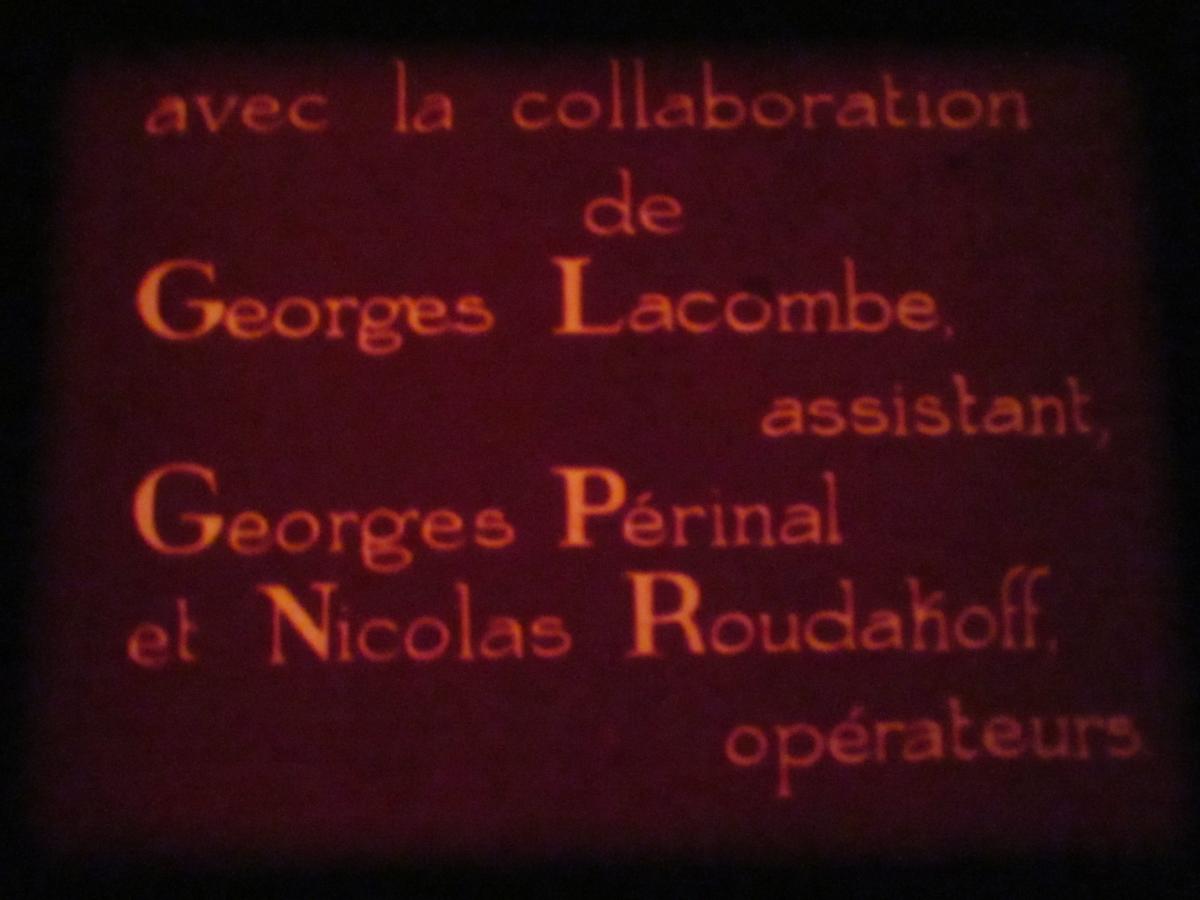 avec la collaboration
de
Georges Lacombe,
assistant,
Georges Périnal
et Nicolas Roudakoff,
opérateurs